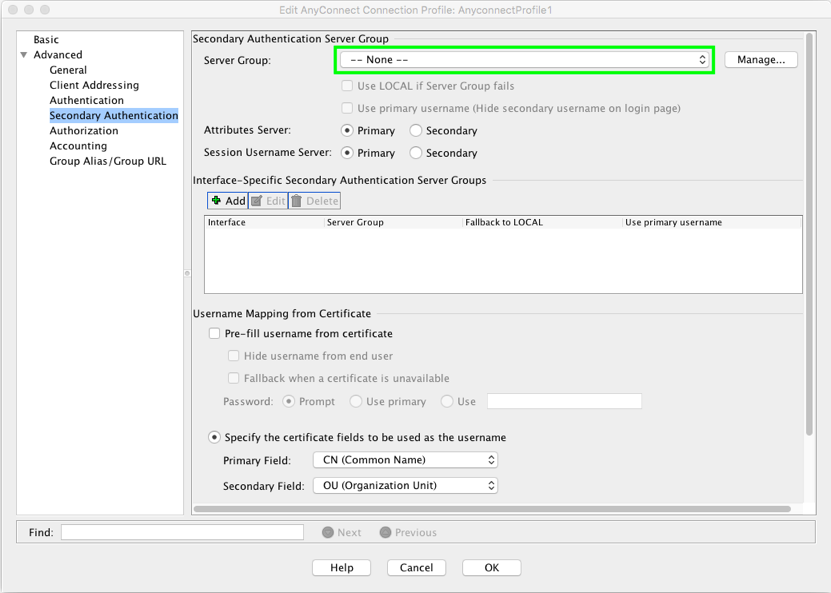 Edit AnyConnect Connection Profile: AnyconnectProfile1
Basic
Advanced
General
Client Addressing
Authentication
Secondary Authentication
Authorization
Accounting
Group Alias/Group URL
Secondary Authentication Server Group
Server Group: -- None -- Manage...
Use LOCAL if Server Group fails
Use primary username (Hide secondary username on login page)
Attributes Server: Primary Secondary
Session Username Server: Primary Secondary
Interface-Specific Secondary Authentication Server Groups
Add Edit Delete
Interface Server Group Fallback to LOCAL Use primary username
Username Mapping from Certificate
Pre-fill username from certificate
Hide username from end user
Fallback when a certificate is unavailable
Password: Prompt Use primary Use
Specify the certificate fields to be used as the username
Primary Field: CN (Common Name)
Secondary Field: OU (Organization Unit)
Find: Next Previous
Help Cancel OK